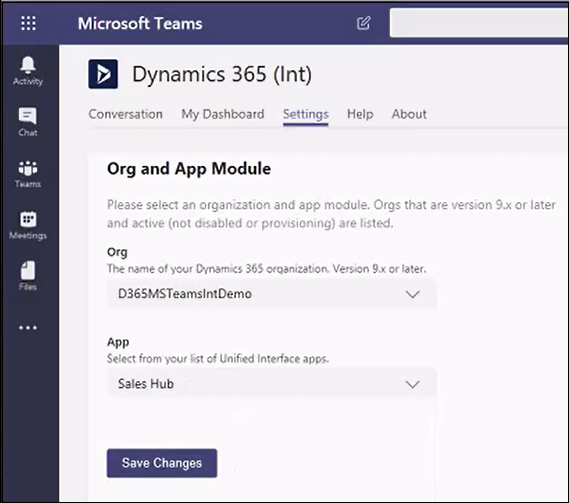 Microsoft Teams
Activity
Chat
Teams
Meetings
Files
Dynamics 365 (Int)
Conversation My Dashboard Settings Help About
Org and App Module
Please select an organization and app module. Orgs that are version 9.x or later
and active (not disabled or provisioning) are listed.
Org
The name of your Dynamics 365 organization. Version 9.x or later.
D365MSTeamsIntDemo
App
Select from your list of Unified Interface apps.
Sales Hub
Save Changes